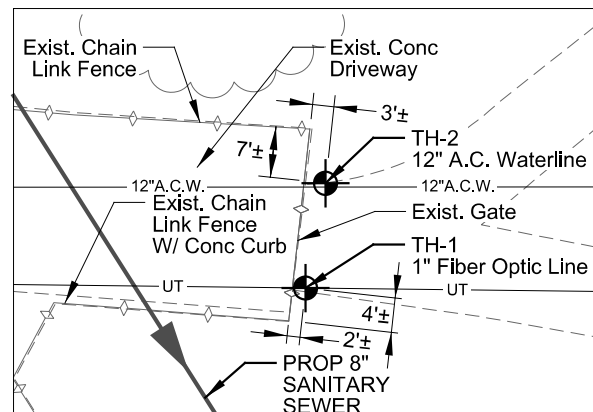 Exist. Chain
Link Fence
Exist. Conc
Driveway
3'±
TH-2
12" A.C. Waterline
7'±
12"A.C.W.
12"A.C.W.
Exist. Chain
Link Fence
W/ Conc Curb
Exist. Gate
TH-1
1" Fiber Optic Line
UT
UT
4'±
2'±
PROP 8"
SANITARY
SEWER